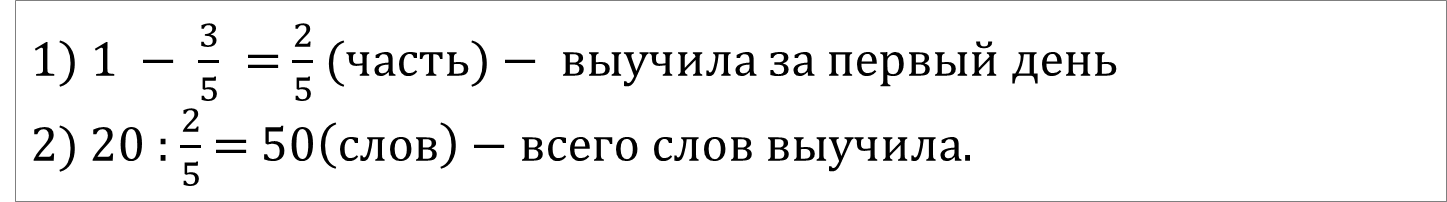 1) 1 − 3/5 = 2/5 (часть) − выучила за первый день
2) 20 : 2/5 = 50(слов) − всего слов выучила.